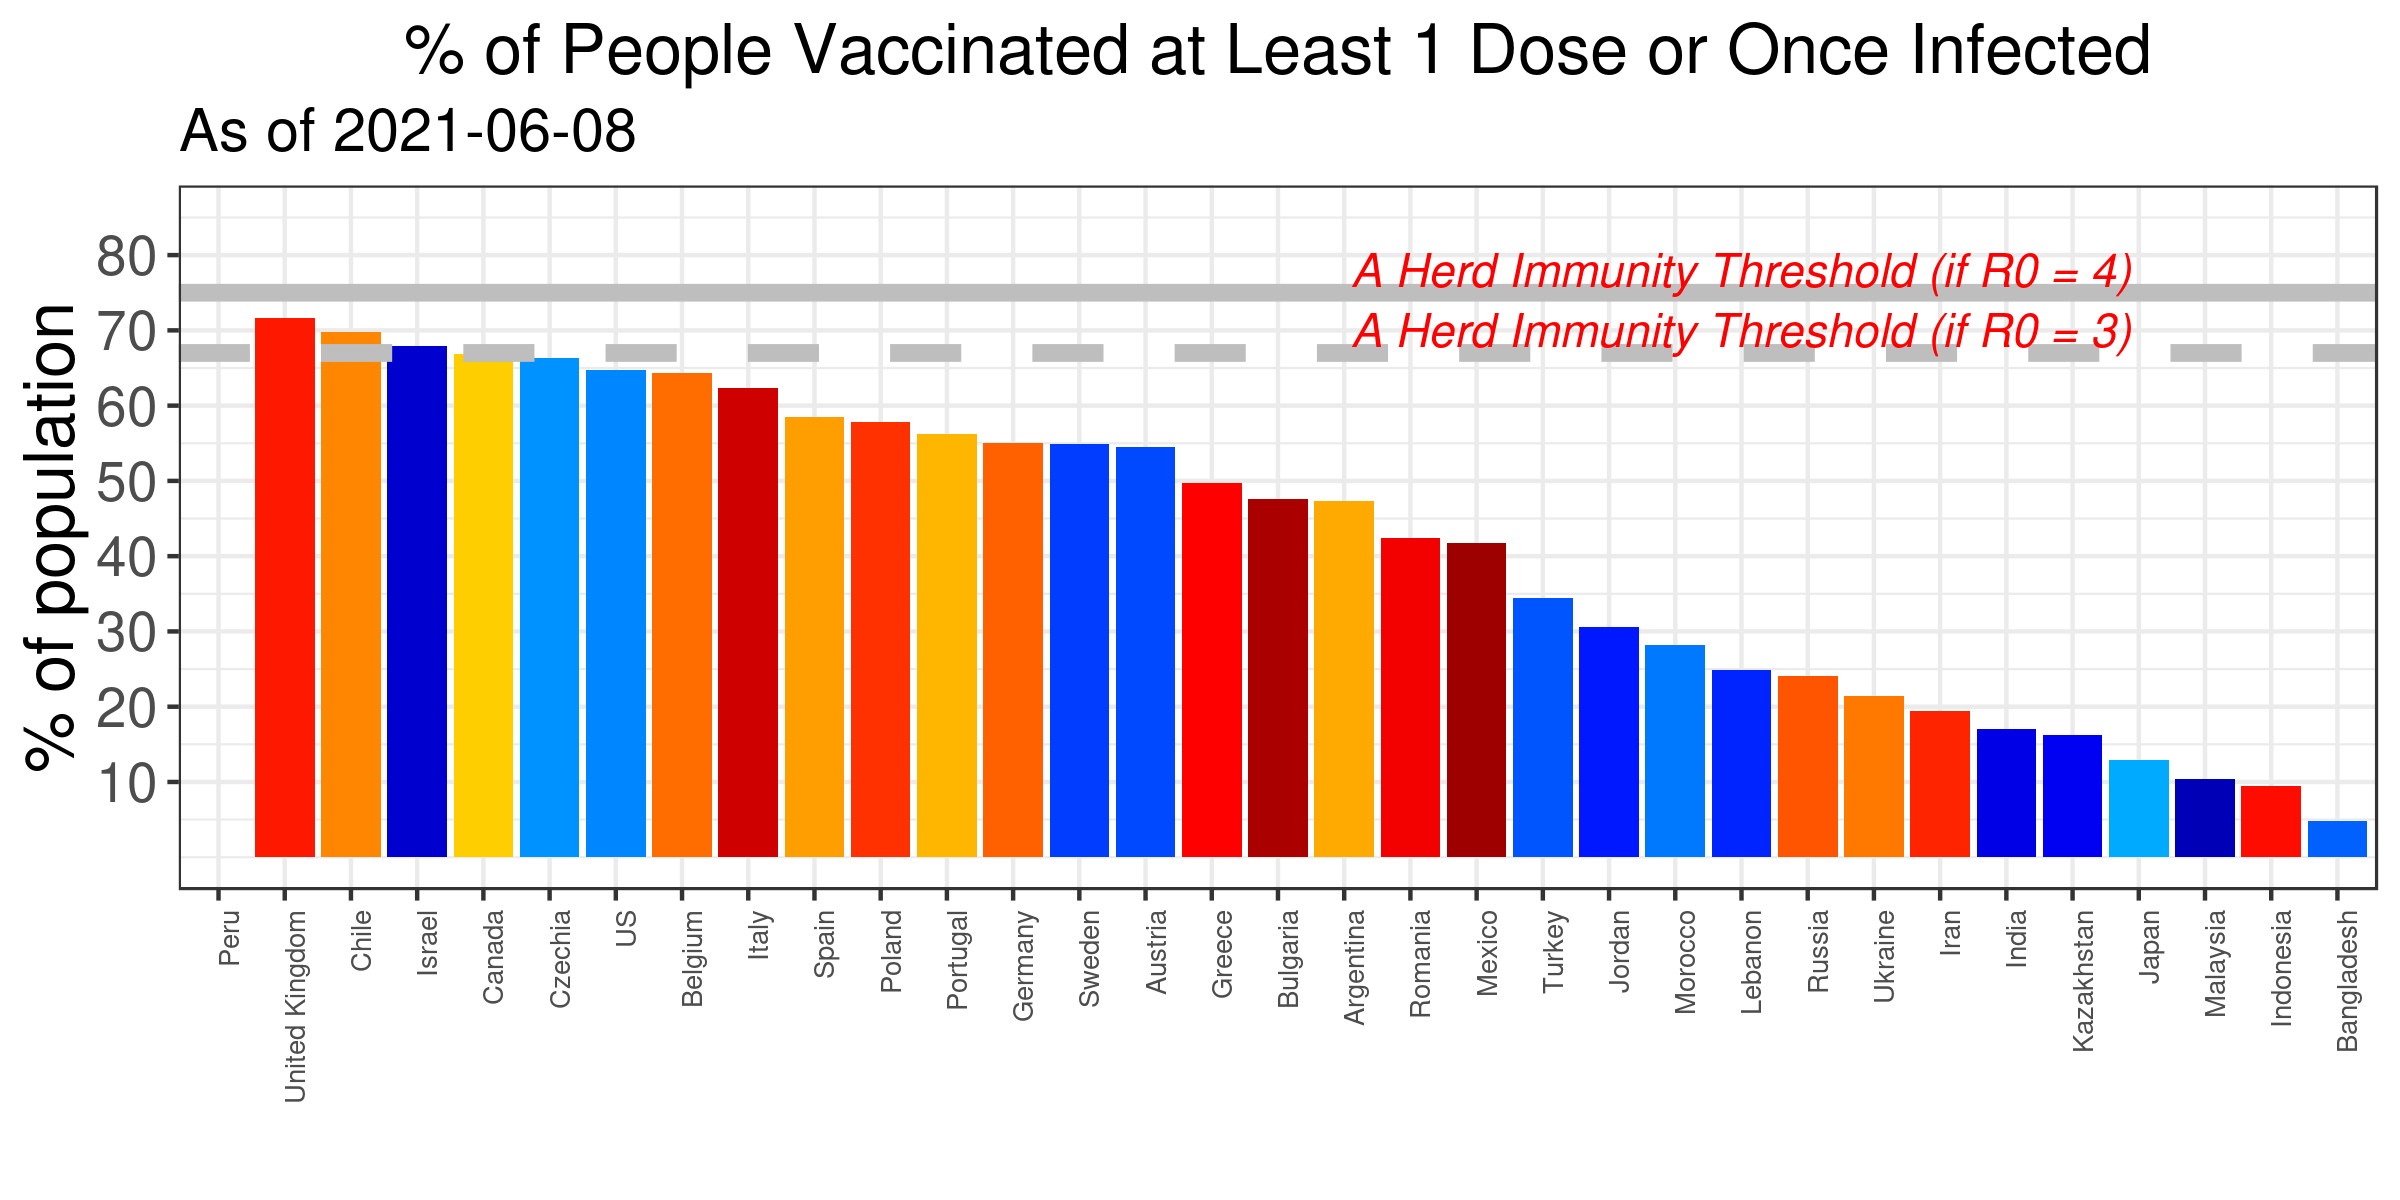 % of People Vaccinated at Least 1 Dose or Once Infected
As of 2021-06-08
% of population
80
70
60
50
40
30
20
10
A Herd Immunity Threshold (if R0 = 4)
A Herd Immunity Threshold (if R0 = 3)
Peru
United Kingdom
Chile
Israel
Canada
Czechia
US
Belgium
Italy
Spain
Poland
Portugal
Germany
Sweden
Austria
Greece
Bulgaria
Argentina
Romania
Mexico
Turkey
Jordan
Morocco
Lebanon
Russia
Ukraine
Iran
India
Kazakhstan
Japan
Malaysia
Indonesia
Bangladesh